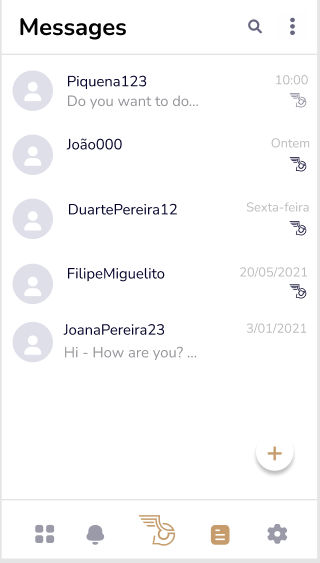 Messages
Piquena123
10:00
Do you want to do...
João000
Ontem
DuartePereira12
Sexta-feira
FilipeMiguelito
20/05/2021
JoanaPereira23
3/01/2021
Hi - How are you? ...